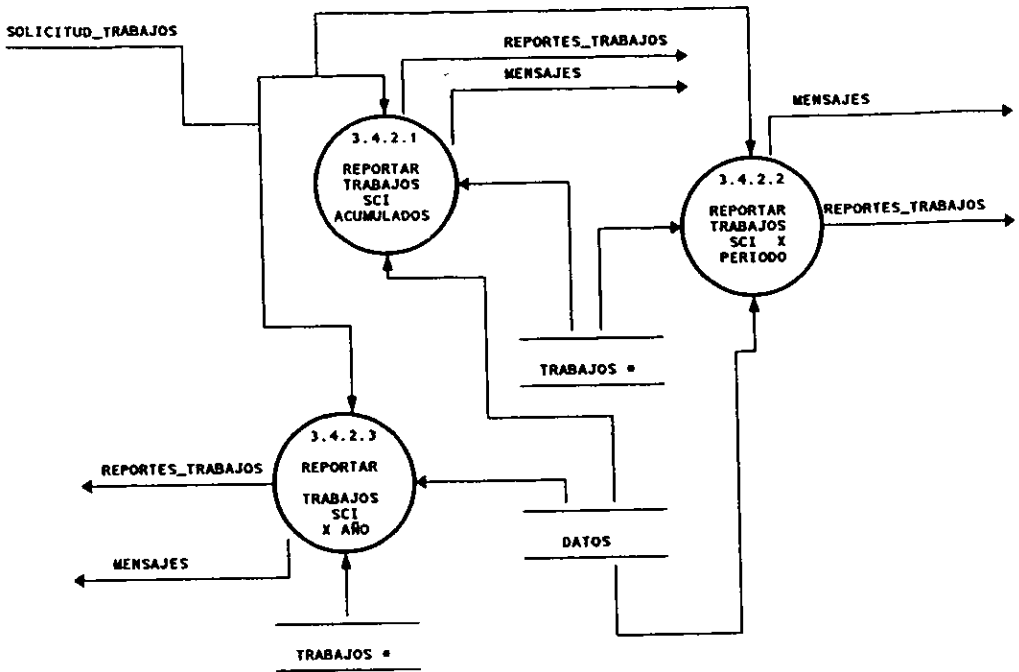 SOLICITUD_TRABAJOS
REPORTES_TRABAJOS
MENSAJES
MENSAJES
3.4.2.1
REPORTAR
TRABAJOS
SCI
ACUMULADOS
3.4.2.2
REPORTAR
TRABAJOS
SCI X
PERIODO
REPORTES_TRABAJOS
TRABAJOS *
3.4.2.3
REPORTAR
TRABAJOS
SCI
X AÑO
REPORTES_TRABAJOS
DATOS
MENSAJES
TRABAJOS *